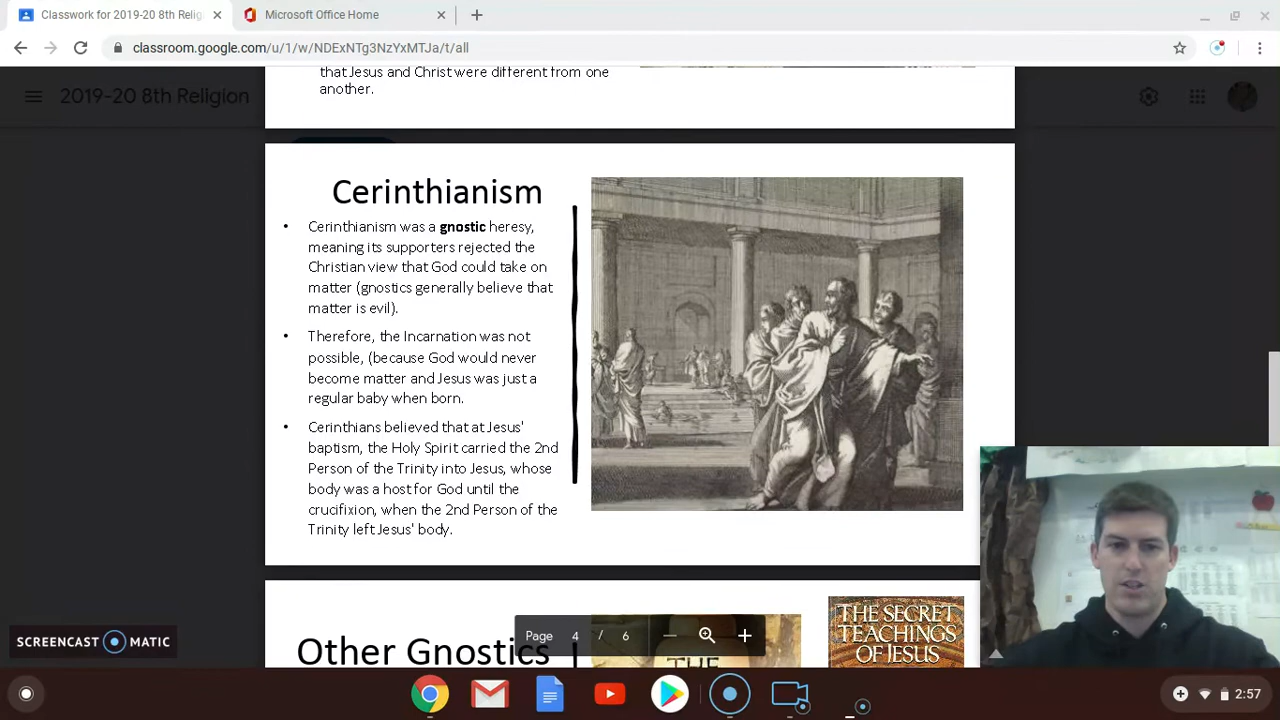 Classwork for 2019-20 8th Relig
Microsoft Office Home
classroom.google.com/u/1/w/NDExNTg3NzYxMTJa/t/all
2019-20 8th Religion
that Jesus and Christ were different from one
another.
Cerinthianism
• Cerinthianism was a gnostic heresy,
meaning its supporters rejected the
Christian view that God could take on
matter (gnostics generally believe that
matter is evil).
• Therefore, the Incarnation was not
possible, (because God would never
become matter and Jesus was just a
regular baby when born.
• Cerinthians believed that at Jesus'
baptism, the Holy Spirit carried the 2nd
Person of the Trinity into Jesus, whose
body was a host for God until the
crucifixion, when the 2nd Person of the
Trinity left Jesus' body.
Other Gnostics
THE
THE SECRET
TEACHINGS
OF JESUS
Page 4 / 6
SCREENCAST MATIC
2:57